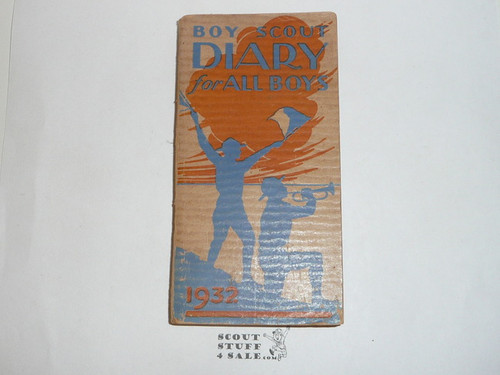 BOY SCOUT
DIARY
for ALL BOYS
1932
SCOUT
STUFF
4 SALE.com